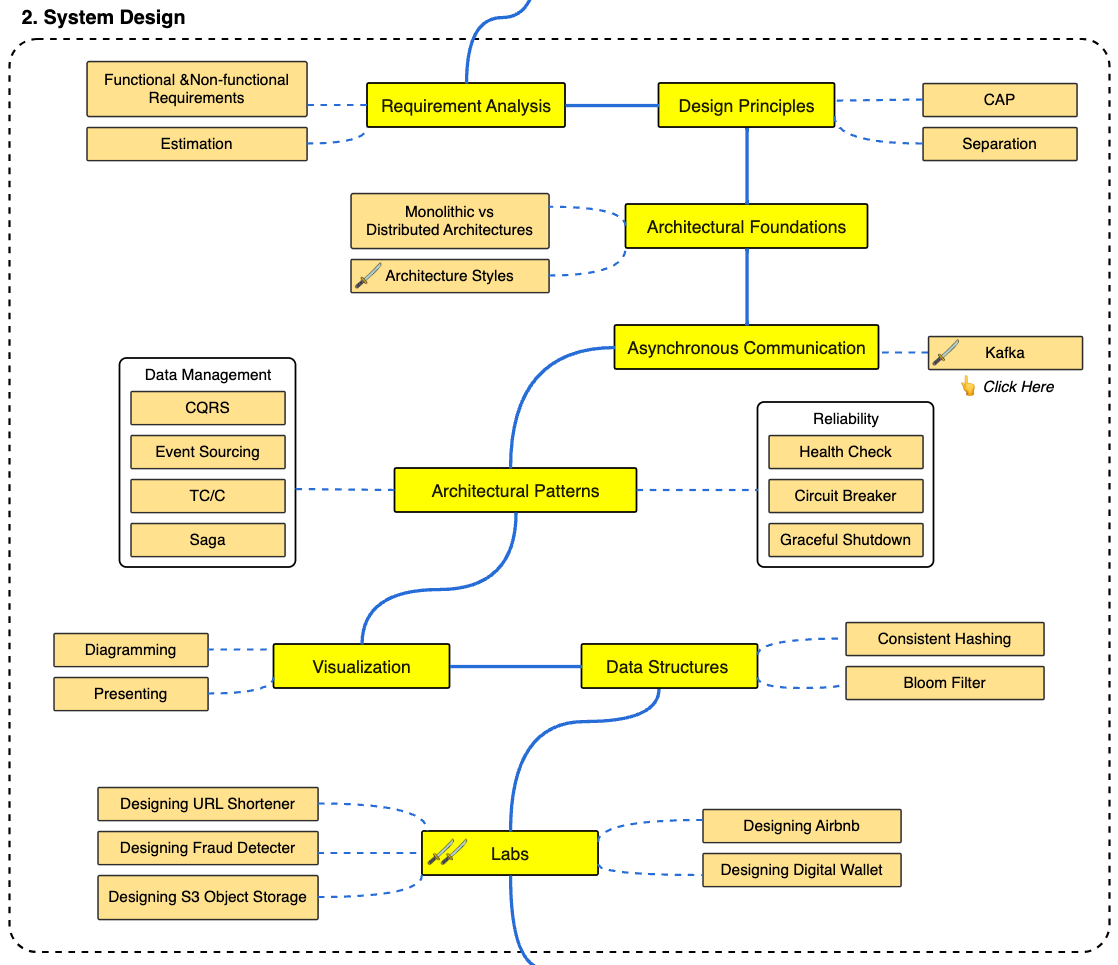 2. System Design
Functional &Non-functional
Requirements
Estimation
Requirement Analysis
Design Principles
CAP
Separation
Monolithic vs
Distributed Architectures
Architecture Styles
Architectural Foundations
Asynchronous Communication
Kafka
Click Here
Data Management
CQRS
Event Sourcing
TC/C
Saga
Architectural Patterns
Reliability
Health Check
Circuit Breaker
Graceful Shutdown
Diagramming
Presenting
Visualization
Data Structures
Consistent Hashing
Bloom Filter
Designing URL Shortener
Designing Fraud Detecter
Designing S3 Object Storage
Labs
Designing Airbnb
Designing Digital Wallet